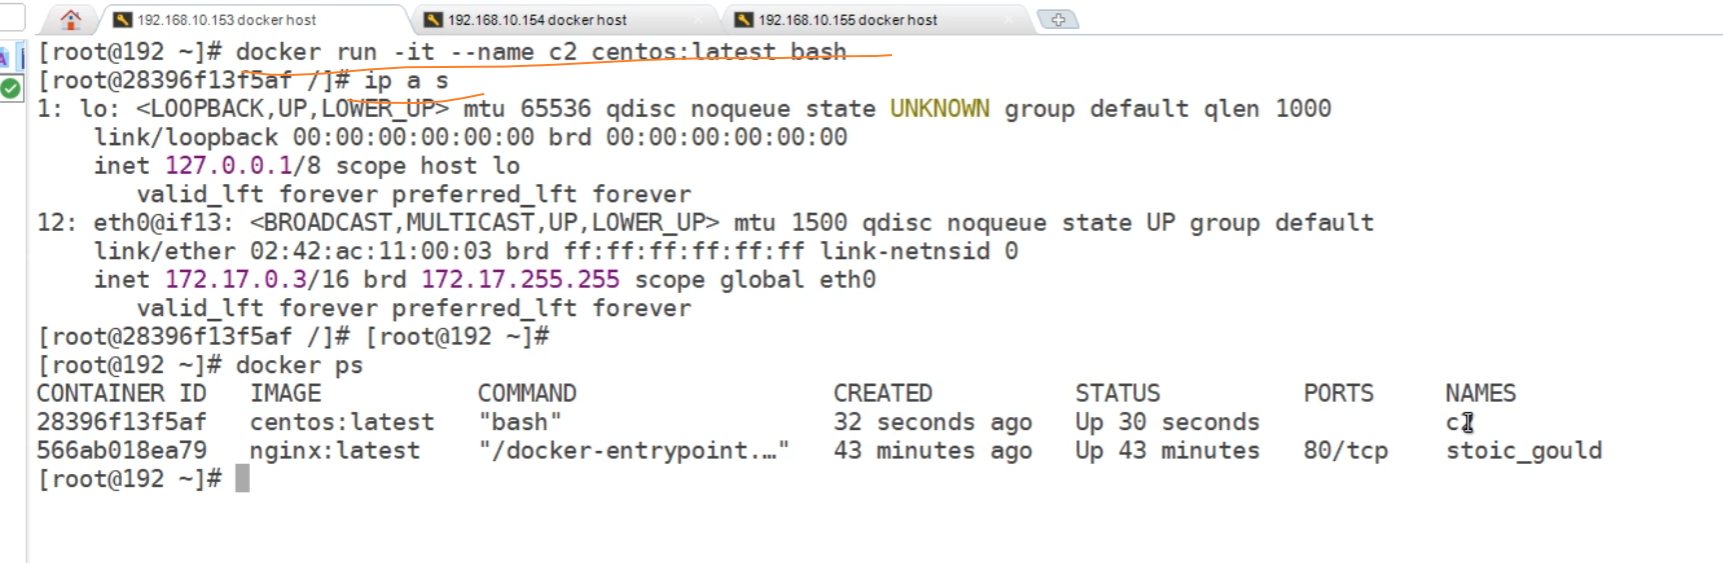 192.168.10.153 docker host 192.168.10.154 docker host 192.168.10.155 docker host
[root@192 ~]# docker run -it --name c2 centos:latest bash
[root@28396f13f5af /]# ip a s
1: lo: <LOOPBACK,UP,LOWER_UP> mtu 65536 qdisc noqueue state UNKNOWN group default qlen 1000
    link/loopback 00:00:00:00:00:00 brd 00:00:00:00:00:00
    inet 127.0.0.1/8 scope host lo
       valid_lft forever preferred_lft forever
12: eth0@if13: <BROADCAST,MULTICAST,UP,LOWER_UP> mtu 1500 qdisc noqueue state UP group default
    link/ether 02:42:ac:11:00:03 brd ff:ff:ff:ff:ff:ff link-netnsid 0
    inet 172.17.0.3/16 brd 172.17.255.255 scope global eth0
       valid_lft forever preferred_lft forever
[root@28396f13f5af /]# [root@192 ~]#
[root@192 ~]# docker ps
CONTAINER ID   IMAGE           COMMAND                  CREATED          STATUS          PORTS     NAMES
28396f13f5af   centos:latest   "bash"                   32 seconds ago   Up 30 seconds             c2
566ab018ea79   nginx:latest    "/docker-entrypoint.…"   43 minutes ago   Up 43 minutes   80/tcp    stoic_gould
[root@192 ~]#